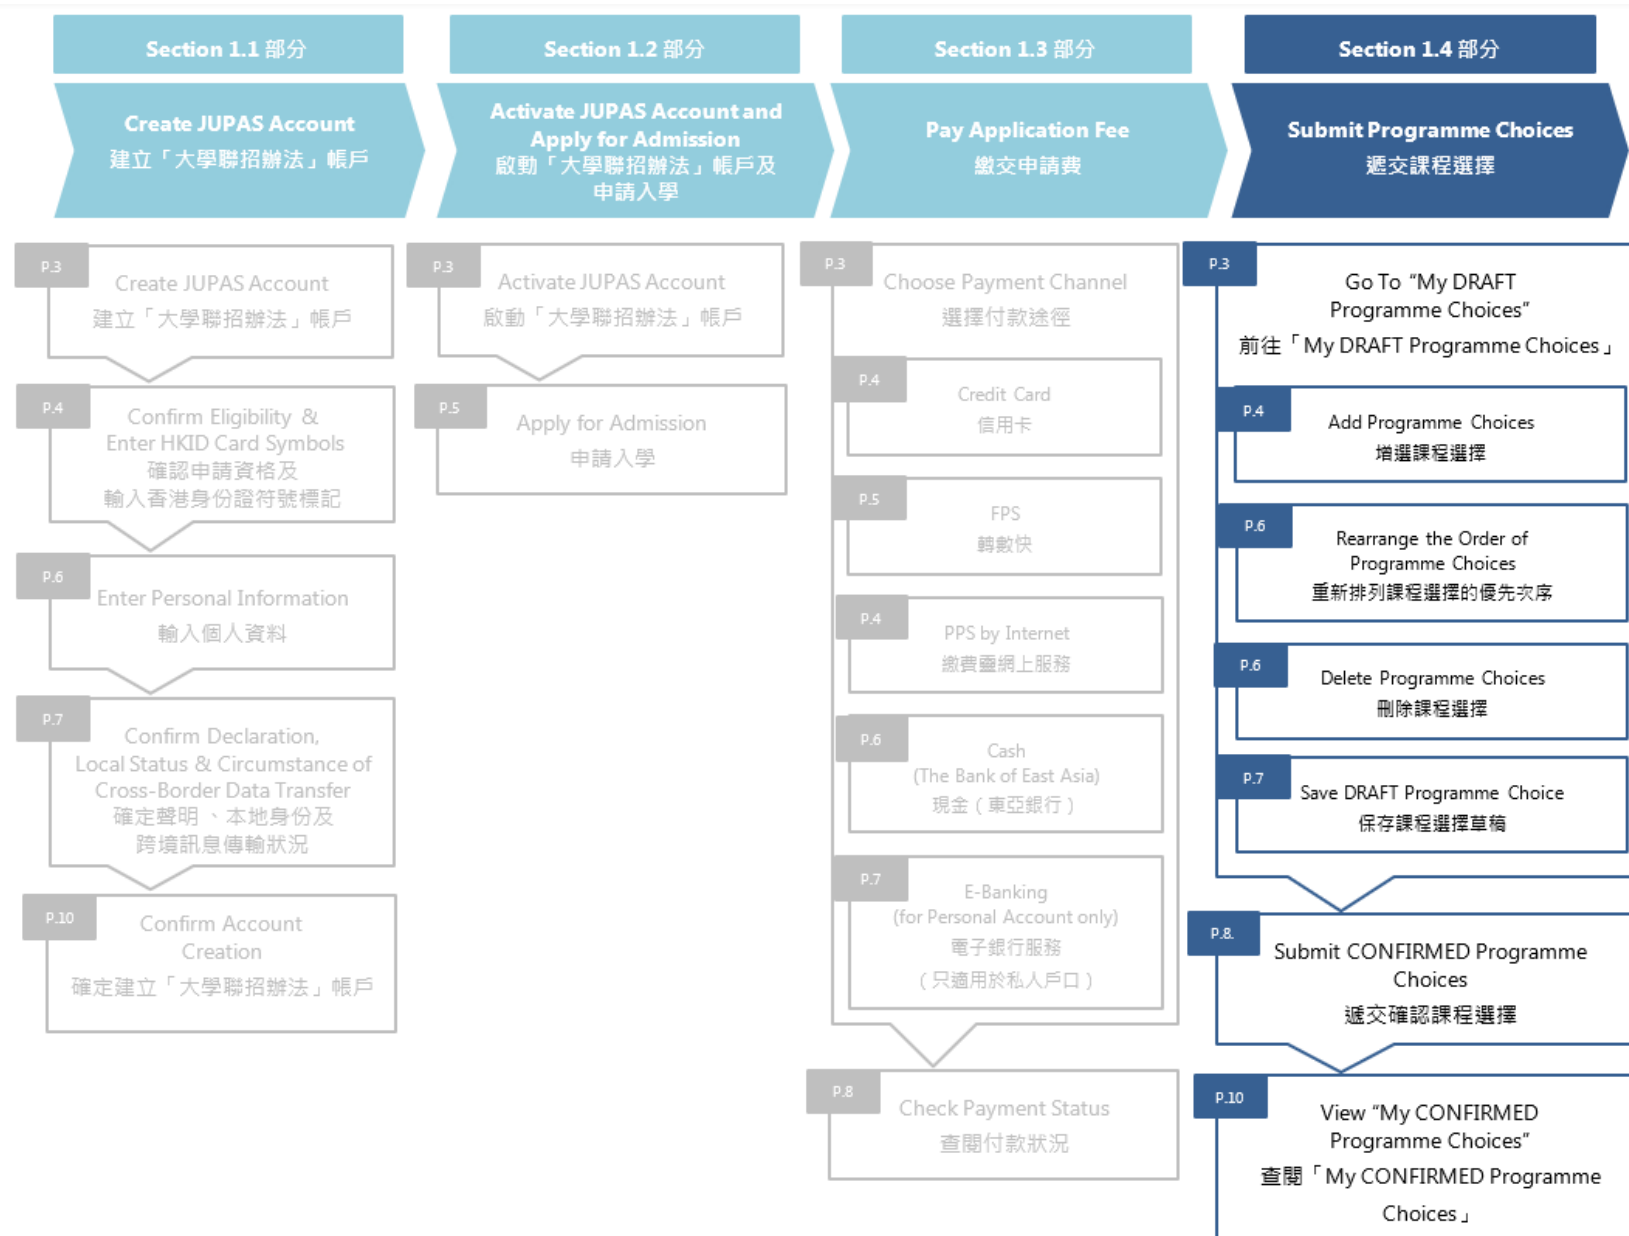 Section 1.1 部分
Create JUPAS Account
建立「大學聯招辦法」帳戶
P.3
Create JUPAS Account
建立「大學聯招辦法」帳戶
P.4
Confirm Eligibility &
Enter HKID Card Symbols
確認申請資格及
輸入香港身份證符號標記
P.6
Enter Personal Information
輸入個人資料
P.7
Confirm Declaration,
Local Status & Circumstance of
Cross-Border Data Transfer
確定聲明、本地身份及
跨境訊息傳輸狀況
P.10
Confirm Account
Creation
確定建立「大學聯招辦法」帳戶
Section 1.2 部分
Activate JUPAS Account and
Apply for Admission
啟動「大學聯招辦法」帳戶及
申請入學
P.3
Activate JUPAS Account
啟動「大學聯招辦法」帳戶
P.5
Apply for Admission
申請入學
Section 1.3 部分
Pay Application Fee
繳交申請費
P.3
Choose Payment Channel
選擇付款途徑
P.4
Credit Card
信用卡
P.5
FPS
轉數快
P.4
PPS by Internet
繳費靈網上服務
P.6
Cash
(The Bank of East Asia)
現金（東亞銀行）
P.7
E-Banking
(for Personal Account only)
電子銀行服務
（只適用於私人戶口）
P.8
Check Payment Status
查閱付款狀況
Section 1.4 部分
Submit Programme Choices
遞交課程選擇
P.3
Go To “My DRAFT
Programme Choices”
前往「My DRAFT Programme Choices」
P.4
Add Programme Choices
增選課程選擇
P.6
Rearrange the Order of
Programme Choices
重新排列課程選擇的優先次序
P.6
Delete Programme Choices
刪除課程選擇
P.7
Save DRAFT Programme Choice
保存課程選擇草稿
P.8.
Submit CONFIRMED Programme
Choices
遞交確認課程選擇
P.10
View “My CONFIRMED
Programme Choices”
查閱「My CONFIRMED Programme
Choices」